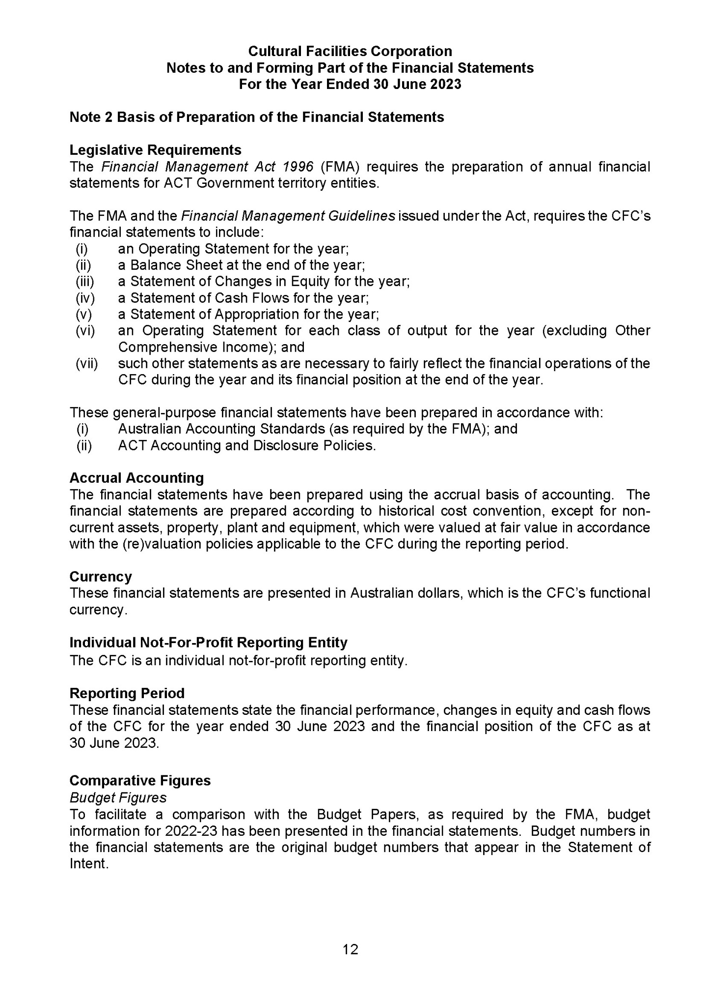 Cultural Facilities Corporation
Notes to and Forming Part of the Financial Statements
For the Year Ended 30 June 2023
Note 2 Basis of Preparation of the Financial Statements
Legislative Requirements
The Financial Management Act 1996 (FMA) requires the preparation of annual financial
statements for ACT Government territory entities.
The FMA and the Financial Management Guidelines issued under the Act, requires the CFC’s
financial statements to include:
(i) an Operating Statement for the year;
(ii) a Balance Sheet at the end of the year;
(iii) a Statement of Changes in Equity for the year;
(iv) a Statement of Cash Flows for the year;
(v) a Statement of Appropriation for the year;
(vi) an Operating Statement for each class of output for the year (excluding Other
Comprehensive Income); and
(vii) such other statements as are necessary to fairly reflect the financial operations of the
CFC during the year and its financial position at the end of the year.
These general-purpose financial statements have been prepared in accordance with:
(i) Australian Accounting Standards (as required by the FMA); and
(ii) ACT Accounting and Disclosure Policies.
Accrual Accounting
The financial statements have been prepared using the accrual basis of accounting. The
financial statements are prepared according to historical cost convention, except for non-
current assets, property, plant and equipment, which were valued at fair value in accordance
with the (re)valuation policies applicable to the CFC during the reporting period.
Currency
These financial statements are presented in Australian dollars, which is the CFC’s functional
currency.
Individual Not-For-Profit Reporting Entity
The CFC is an individual not-for-profit reporting entity.
Reporting Period
These financial statements state the financial performance, changes in equity and cash flows
of the CFC for the year ended 30 June 2023 and the financial position of the CFC as at
30 June 2023.
Comparative Figures
Budget Figures
To facilitate a comparison with the Budget Papers, as required by the FMA, budget
information for 2022-23 has been presented in the financial statements. Budget numbers in
the financial statements are the original budget numbers that appear in the Statement of
Intent.
12